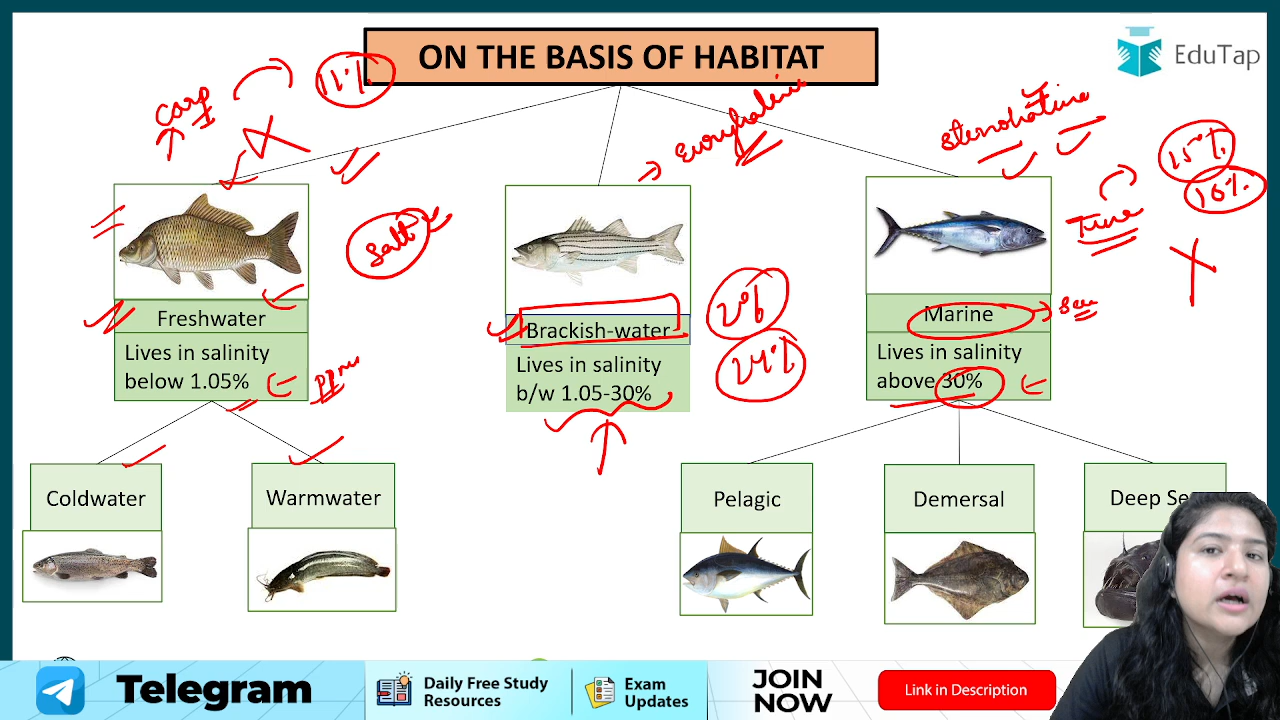 ON THE BASIS OF HABITAT
EduTap
carp
11%
Euryhaline
Stenohaline
15%
16%
Tuna
Salt
Freshwater
Lives in salinity
below 1.05%
ppm
Brackish-water
Lives in salinity
b/w 1.05-30%
2%
24%
Marine
Sea
Lives in salinity
above 30%
Coldwater
Warmwater
Pelagic
Demersal
Deep
Telegram
Daily Free Study
Resources
Exam
Updates
JOIN
NOW
Link in Description